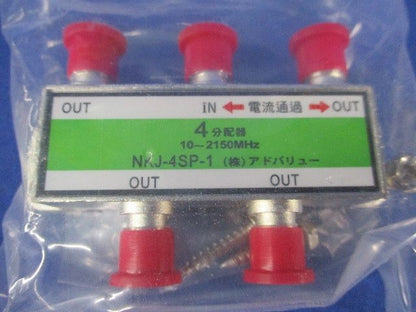 OUT IN ← 電流通過 → OUT
4分配器
10〜2150MHz
NKJ-4SP-1 (株)アドバリュー
OUT OUT